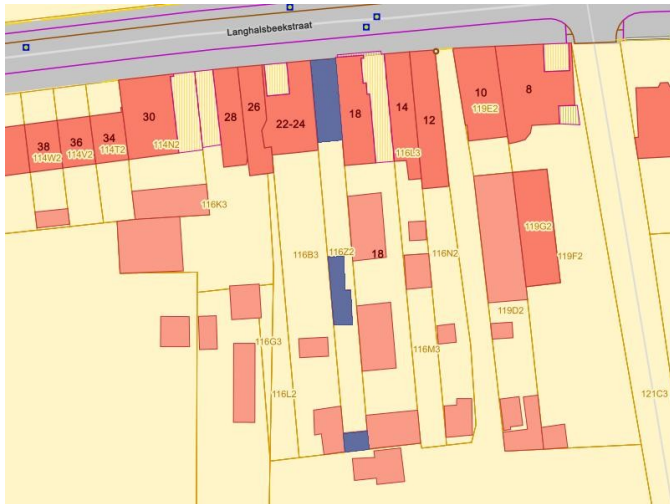 Langhalsbeekstraat
10
8
119E2
18
14
12
26
22-24
28
30
34
36
38
114W2
114V2
114T2
114N2
116L3
116K3
119G2
116B3
116Z2
18
116N2
119F2
119D2
116G3
116M3
116L2
121C3